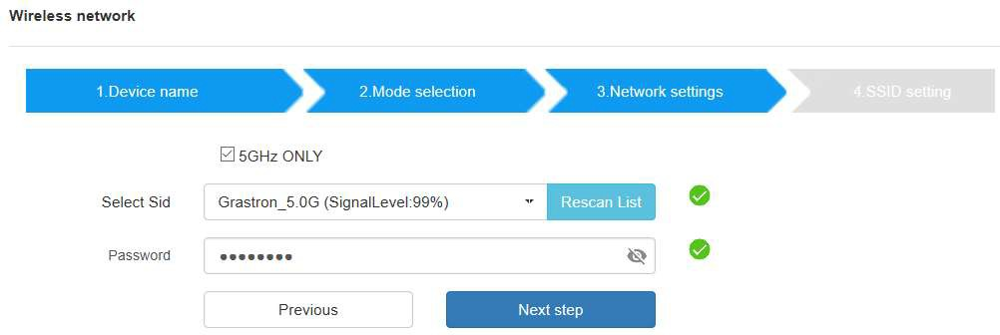 Wireless network
1.Device name 2.Mode selection 3.Network settings 4.SSID setting
5GHz ONLY
Select Sid Grastron_5.0G (SignalLevel:99%) Rescan List
Password ●●●●●●●●
Previous Next step